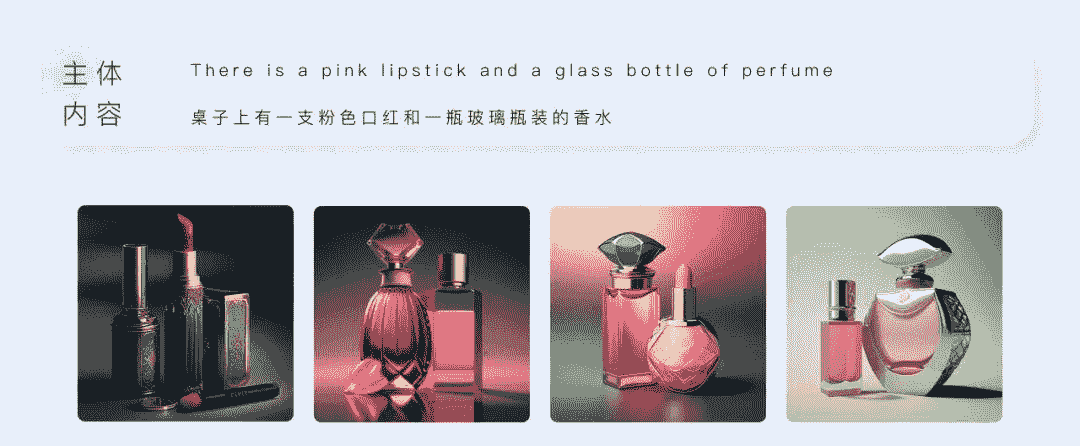 主体
内容
There is a pink lipstick and a glass bottle of perfume
桌子上有一支粉色口红和一瓶玻璃瓶装的香水